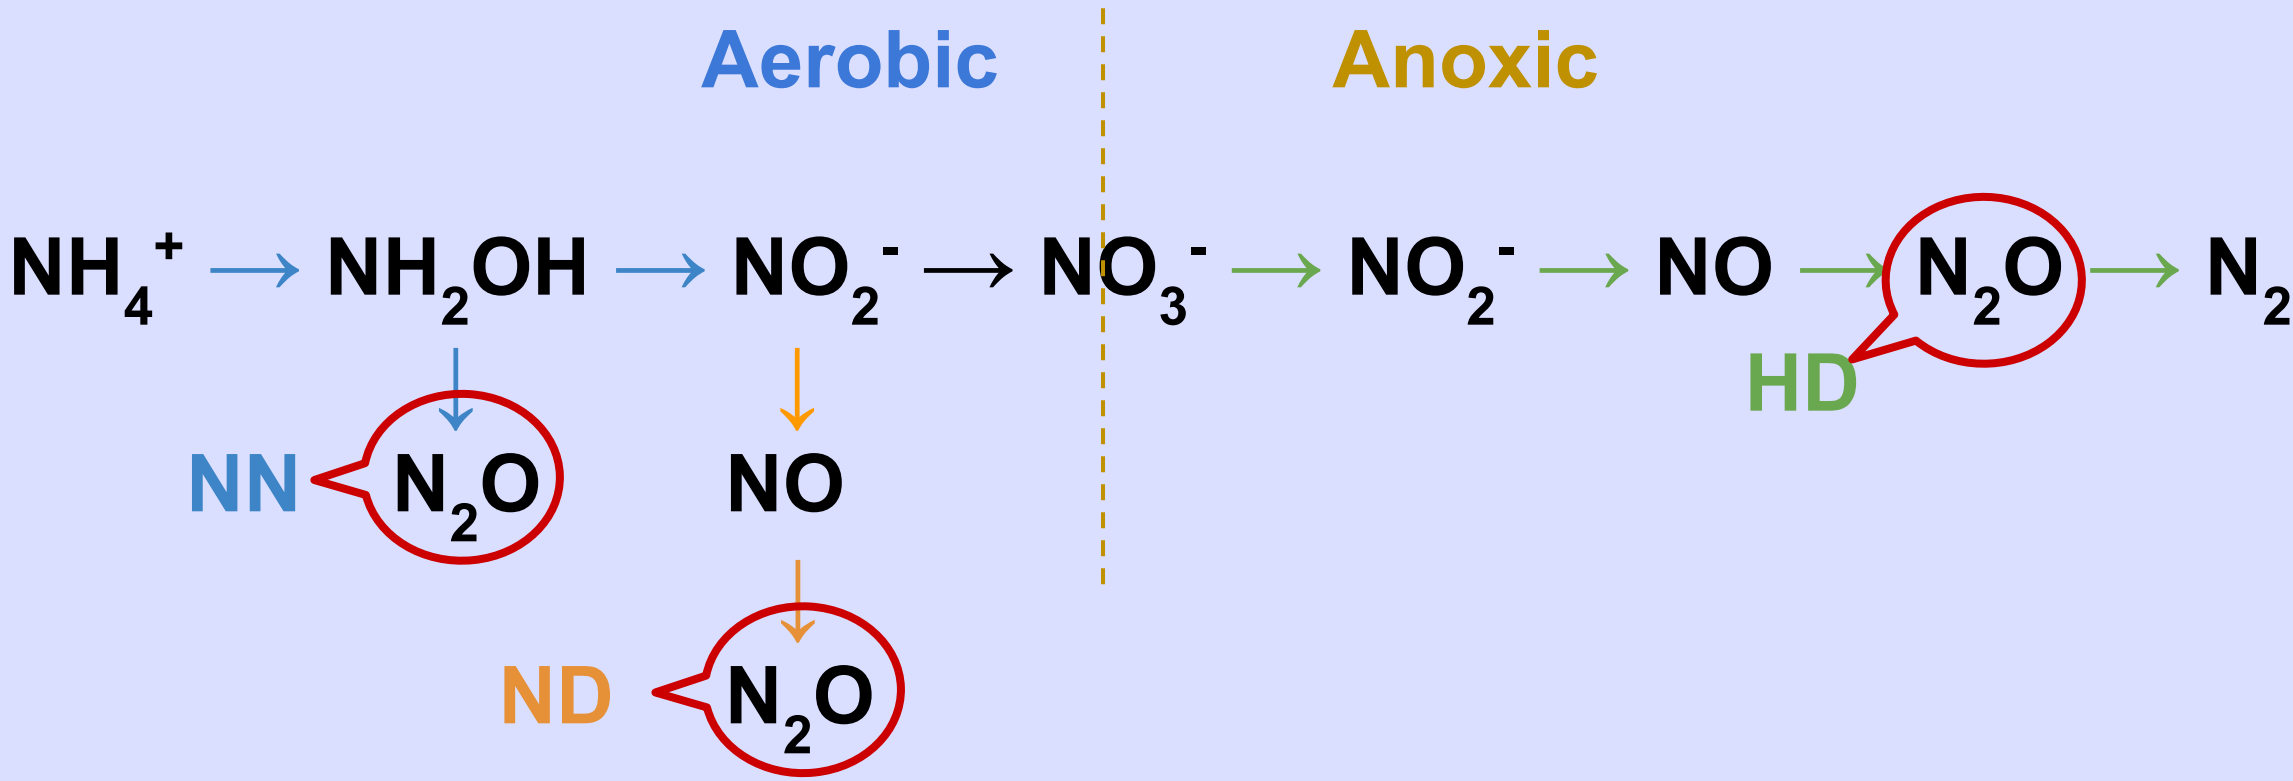 Aerobic Anoxic
NH₄⁺ → NH₂OH → NO₂⁻ → NO₃⁻ → NO₂⁻ → NO → N₂O → N₂
HD
NN N₂O NO
ND N₂O